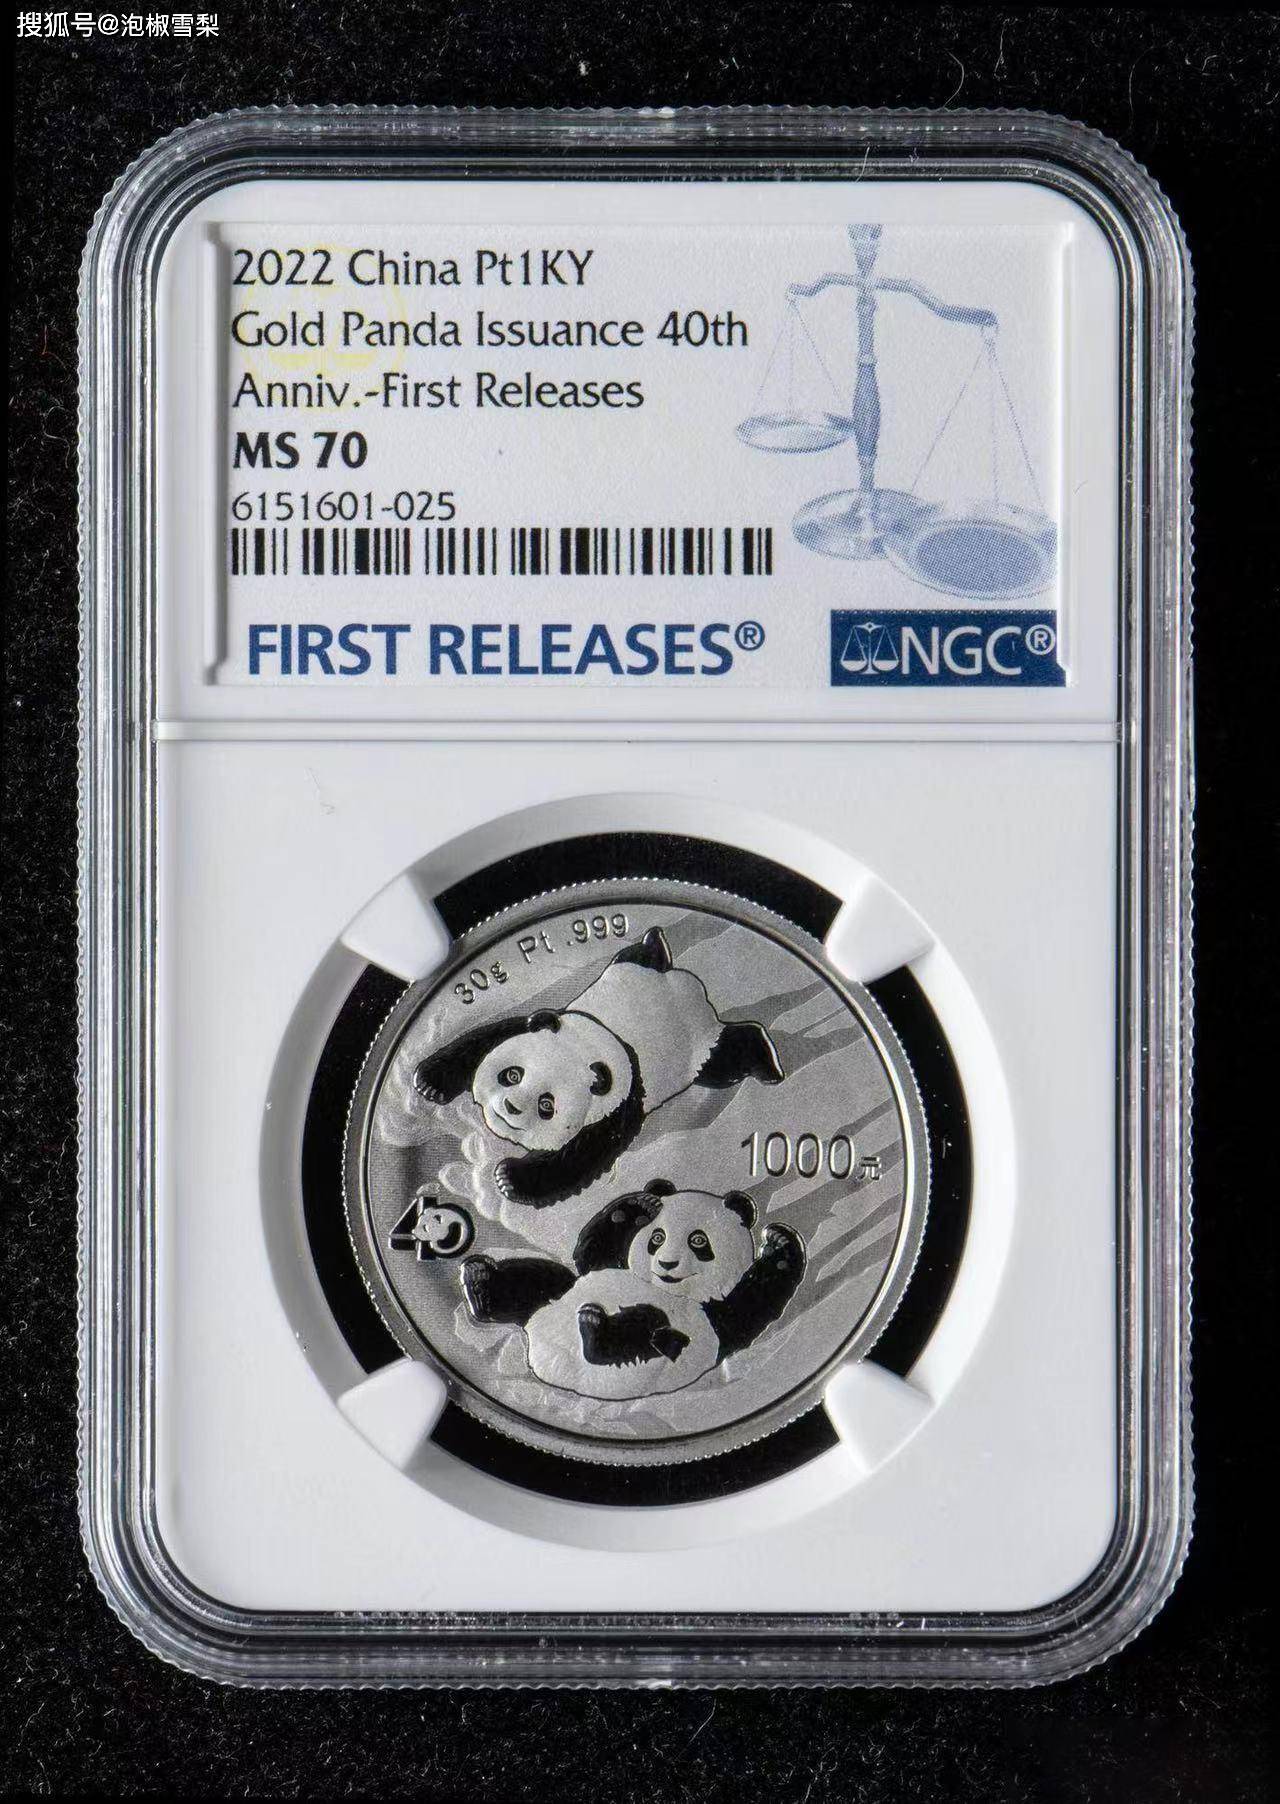 搜狐号@泡椒雪梨
2022 China Pt1KY
Gold Panda Issuance 40th
Anniv.-First Releases
MS 70
6151601-025
FIRST RELEASES®
NGC®
30g Pt .999
1000元
40